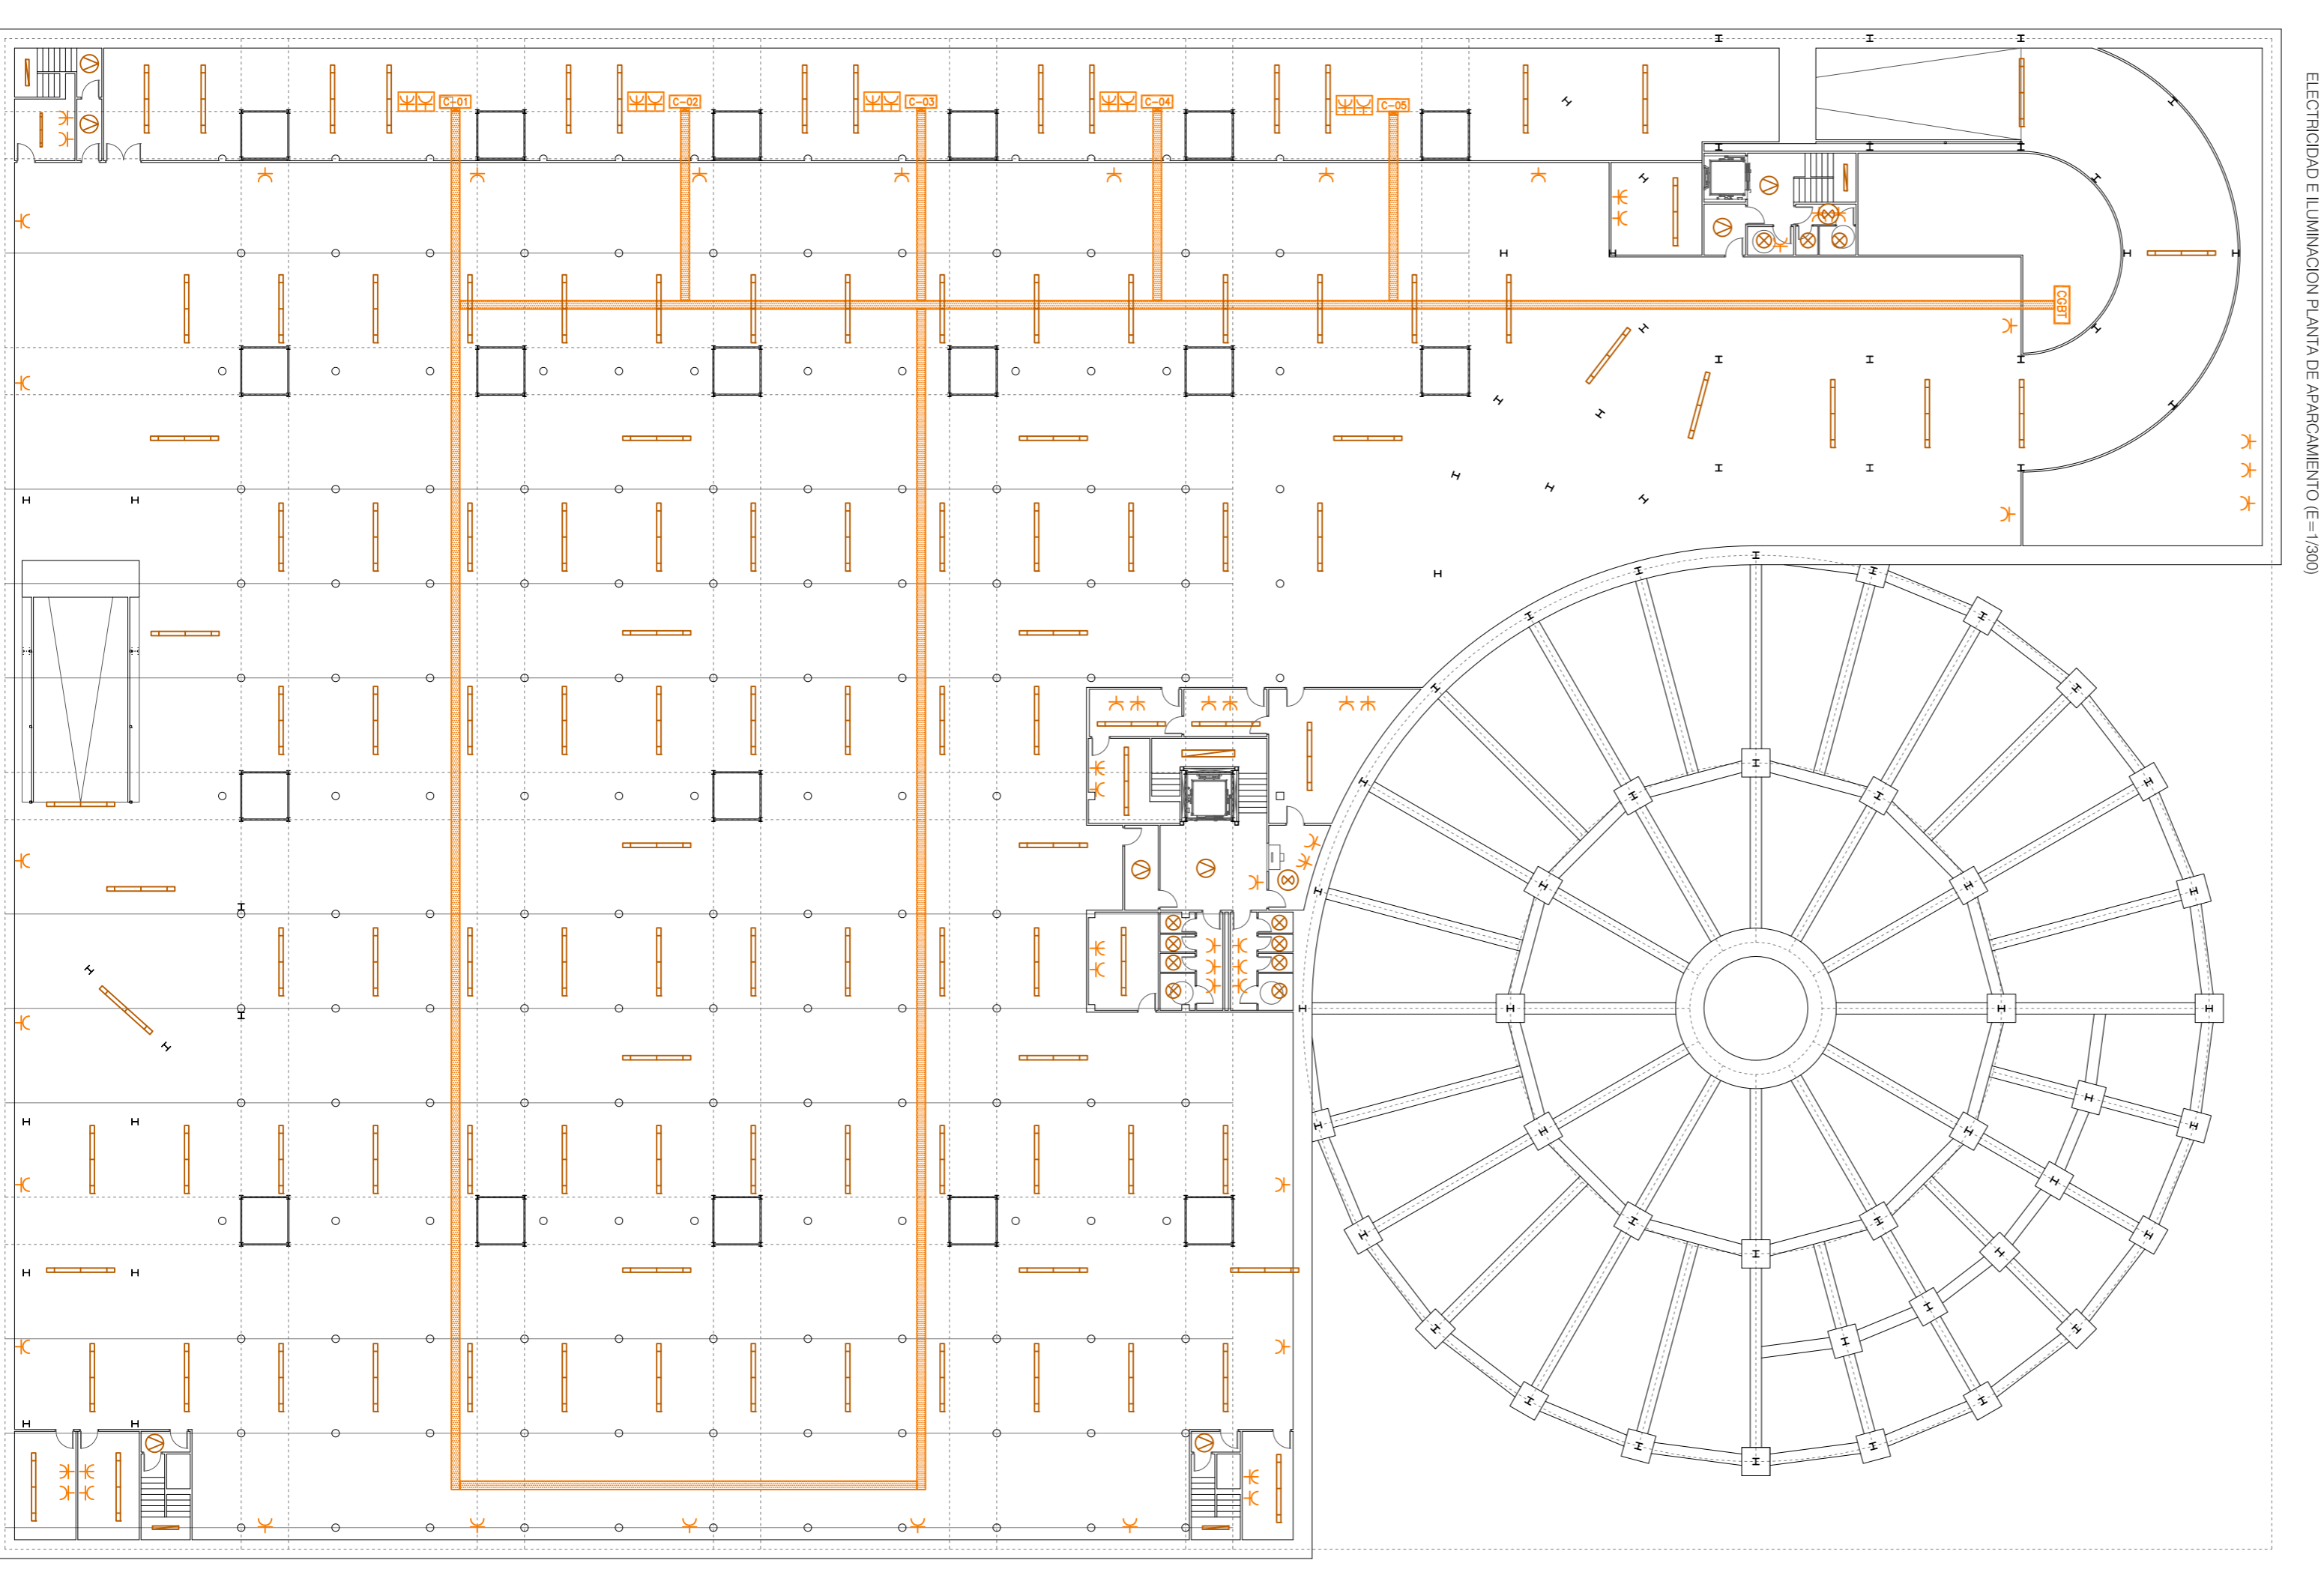 ELECTRICIDAD E ILUMINACION PLANTA DE APARCAMIENTO (E=1/300)
C-01
C-02
C-03
C-04
C-05
CGBT